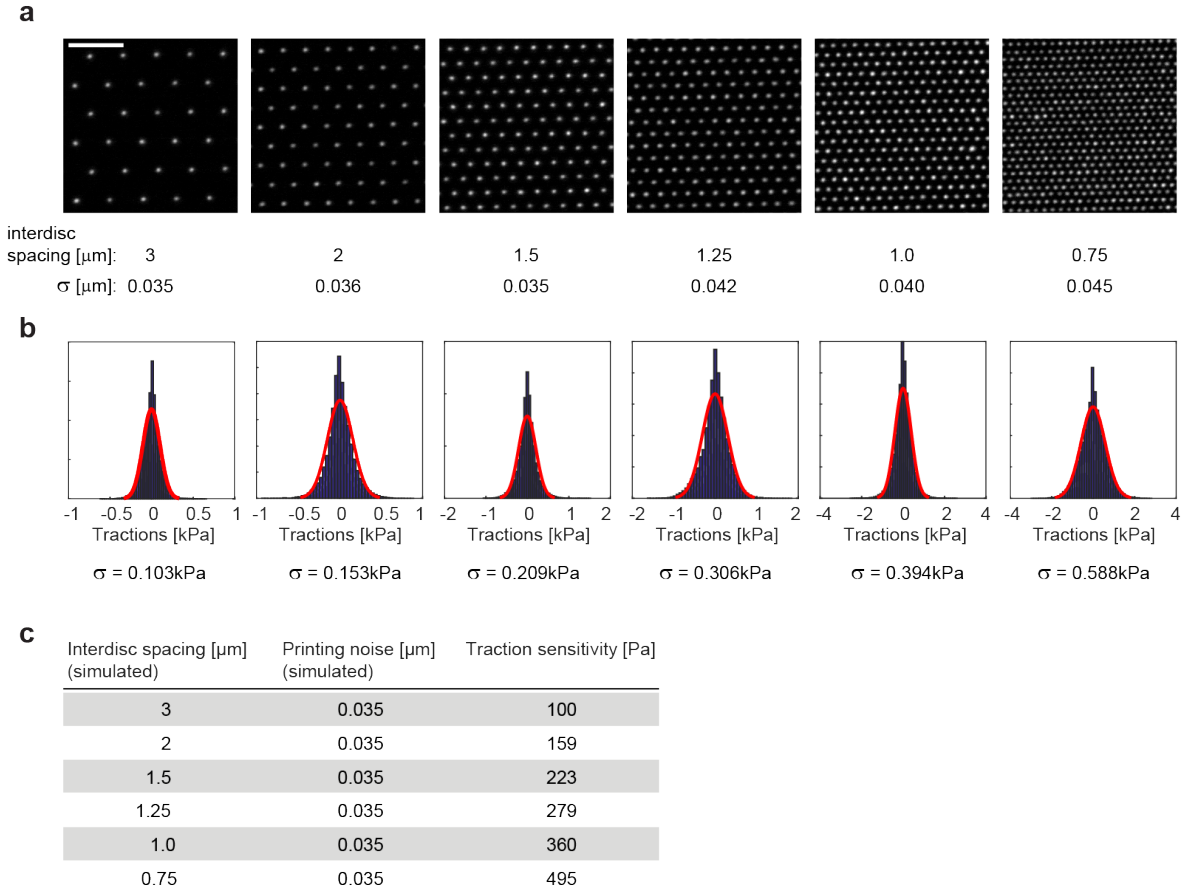 a
interdisc
spacing [μm]: 3 2 1.5 1.25 1.0 0.75
σ [μm]: 0.035 0.036 0.035 0.042 0.040 0.045
b
-1 -0.5 0 0.5 1 -1 -0.5 0 0.5 1 -2 -1 0 1 2 -2 -1 0 1 2 -4 -2 0 2 4 -4 -2 0 2 4
Tractions [kPa] Tractions [kPa] Tractions [kPa] Tractions [kPa] Tractions [kPa] Tractions [kPa]
σ = 0.103kPa σ = 0.153kPa σ = 0.209kPa σ = 0.306kPa σ = 0.394kPa σ = 0.588kPa
c
Interdisc spacing [μm] Printing noise [μm] Traction sensitivity [Pa]
(simulated) (simulated)
3 0.035 100
2 0.035 159
1.5 0.035 223
1.25 0.035 279
1.0 0.035 360
0.75 0.035 495